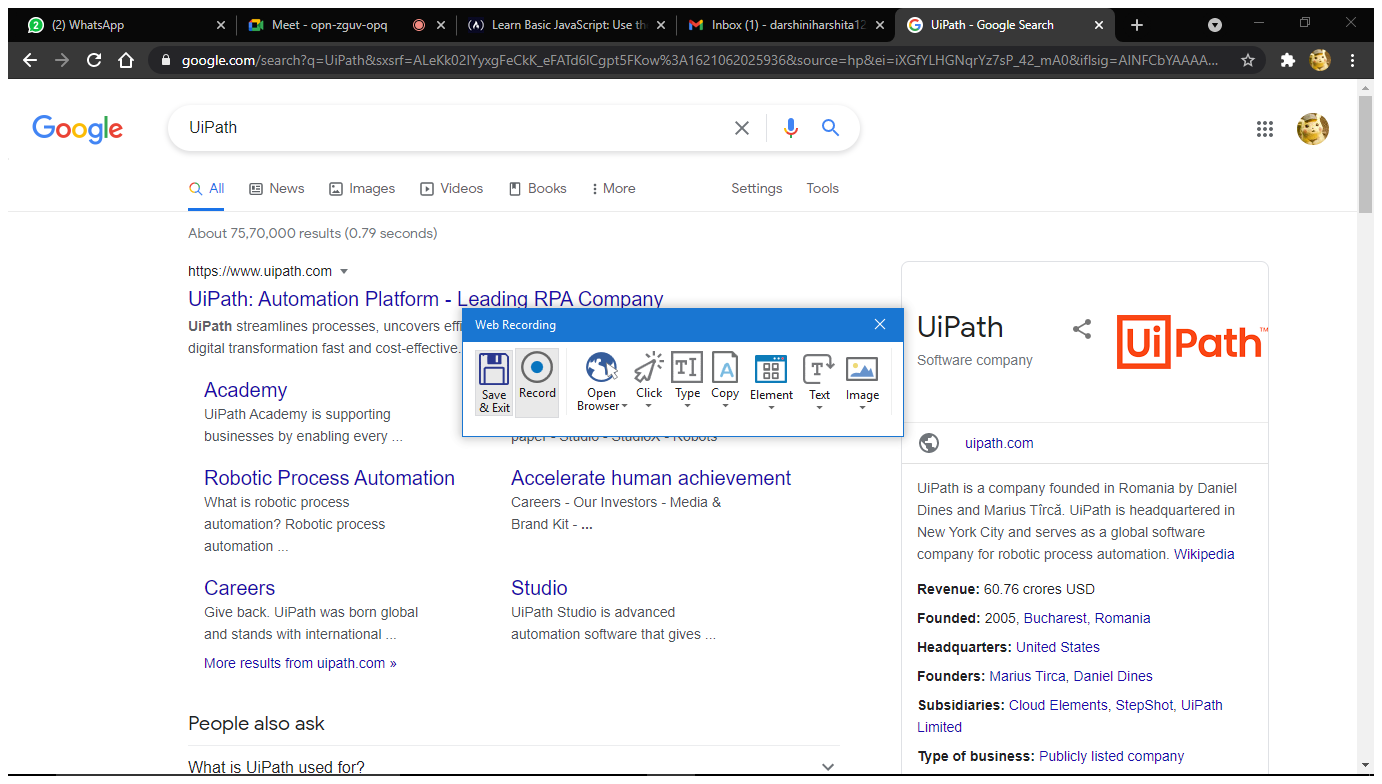 (2) WhatsApp
Meet - opn-zguv-opq
(A) Learn Basic JavaScript: Use the
Inbox (1) - darshiniharshita12
UiPath - Google Search
google.com/search?q=UiPath&sxsrf=ALeKk02IYyxgFeCkK_eFATd6lCgpt5FKow%3A1621062025936&source=hp&ei=iXGfYLHGNqrYz7sP_42_mA0&iflsig=AINFCbYAAAA...
Google
UiPath
All News Images Videos Books More Settings Tools
About 75,70,000 results (0.79 seconds)
https://www.uipath.com
UiPath: Automation Platform - Leading RPA Company
UiPath streamlines processes, uncovers effi
digital transformation fast and cost-effective.
Web Recording
Save & Exit
Record
Open Browser
Click
Type
Copy
Element
Text
Image
Academy
UiPath Academy is supporting
businesses by enabling every ...
paper - Studio - StudioX - Robots
Robotic Process Automation
What is robotic process
automation? Robotic process
automation ...
Accelerate human achievement
Careers - Our Investors - Media &
Brand Kit - ...
Careers
Give back. UiPath was born global
and stands with international ...
Studio
UiPath Studio is advanced
automation software that gives ...
More results from uipath.com »
People also ask
What is UiPath used for?
UiPath
Software company
UiPath™
uipath.com
UiPath is a company founded in Romania by Daniel
Dines and Marius Tîrcă. UiPath is headquartered in
New York City and serves as a global software
company for robotic process automation. Wikipedia
Revenue: 60.76 crores USD
Founded: 2005, Bucharest, Romania
Headquarters: United States
Founders: Marius Tirca, Daniel Dines
Subsidiaries: Cloud Elements, StepShot, UiPath
Limited
Type of business: Publicly listed company